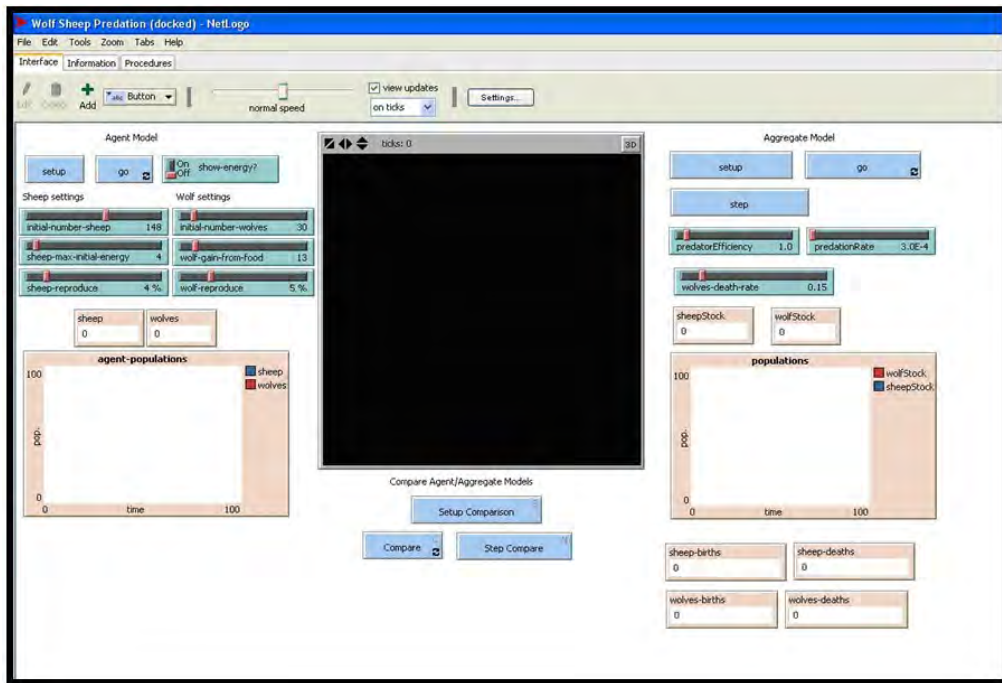 Wolf Sheep Predation (docked) - NetLogo
File Edit Tools Zoom Tabs Help
Interface Information Procedures
Edit Delete Add abc Button normal speed view updates on ticks Settings...
Agent Model
setup go On Off show-energy?
Sheep settings Wolf settings
initial-number-sheep 148 initial-number-wolves 30
sheep-max-initial-energy 4 wolf-gain-from-food 13
sheep-reproduce 4 % wolf-reproduce 5 %
sheep wolves
0 0
agent-populations
100
pop.
0
0 time 100
sheep
wolves
ticks: 0 3D
Compare Agent/Aggregate Models
Setup Comparison
Compare Step Compare
Aggregate Model
setup go
step
predatorEfficiency 1.0 predationRate 3.0E-4
wolves-death-rate 0.15
sheepStock wolfStock
0 0
populations
100
pop.
0
0 time 100
wolfStock
sheepStock
sheep-births sheep-deaths
0 0
wolves-births wolves-deaths
0 0